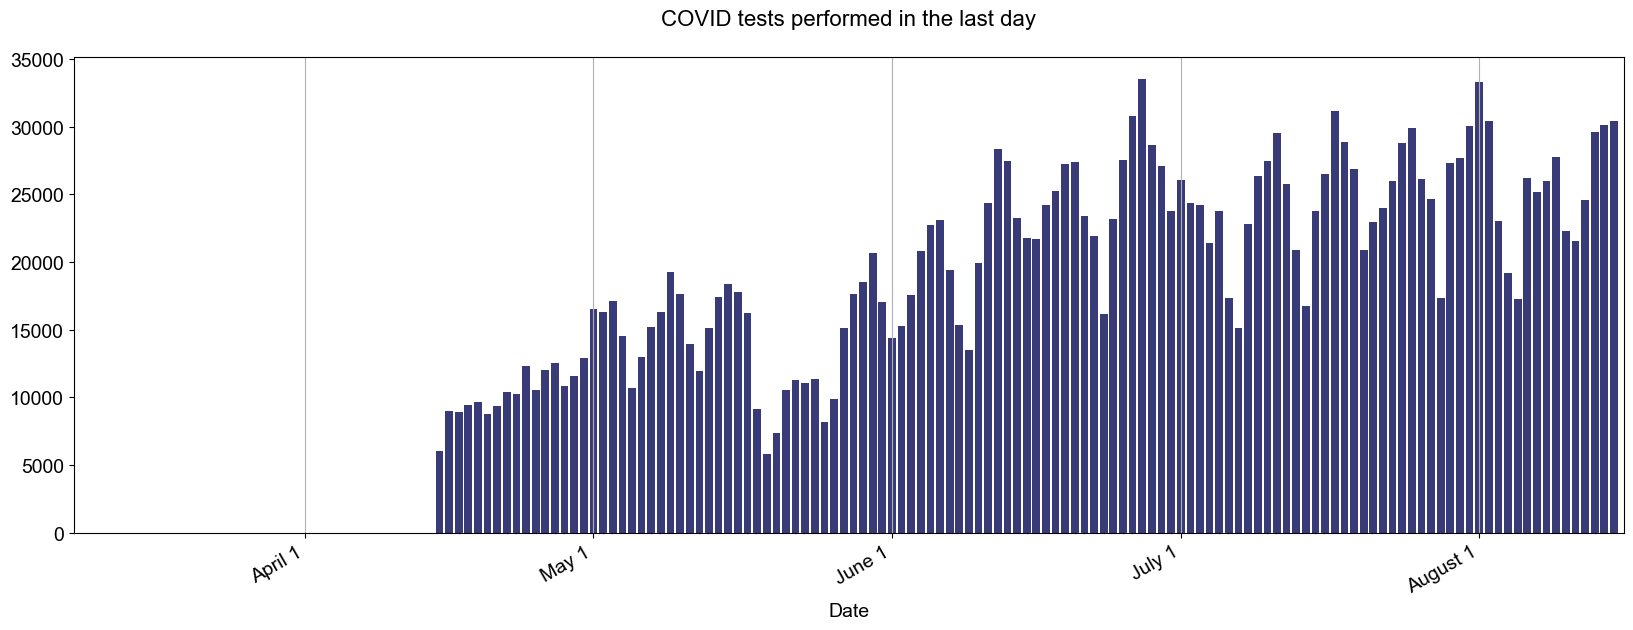 COVID tests performed in the last day
35000
30000
25000
20000
15000
10000
5000
0
April 1
May 1
June 1
July 1
August 1
Date